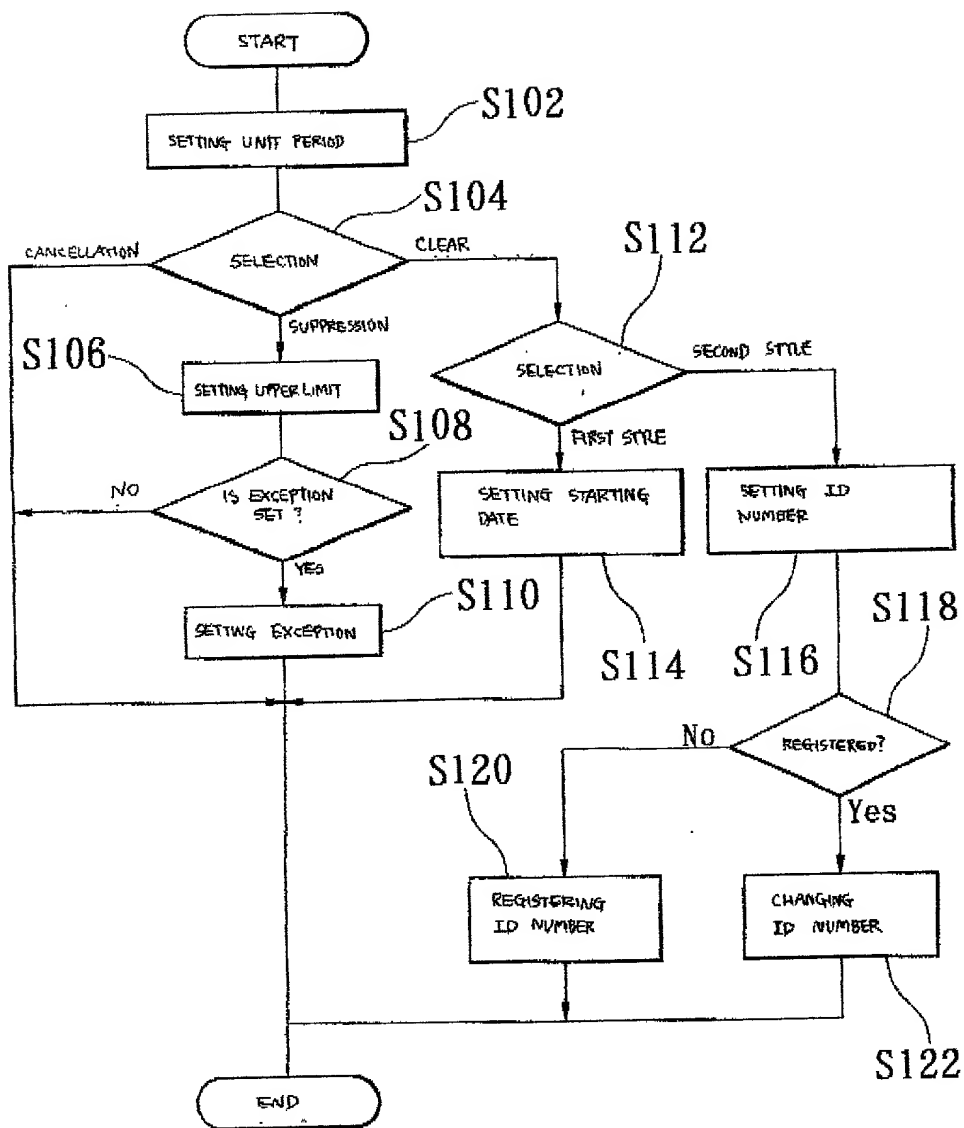 START
S102
SETTING UNIT PERIOD
S104
CANCELLATION
SELECTION
CLEAR
S112
SUPPRESSION
S106
SETTING UPPER LIMIT
SELECTION
SECOND STYLE
S108
FIRST STYLE
NO
IS EXCEPTION
SET ?
YES
SETTING STARTING
DATE
SETTING ID
NUMBER
S110
SETTING EXCEPTION
S114
S116
S118
No
REGISTERED?
S120
Yes
REGISTERING
ID NUMBER
CHANGING
ID NUMBER
S122
END